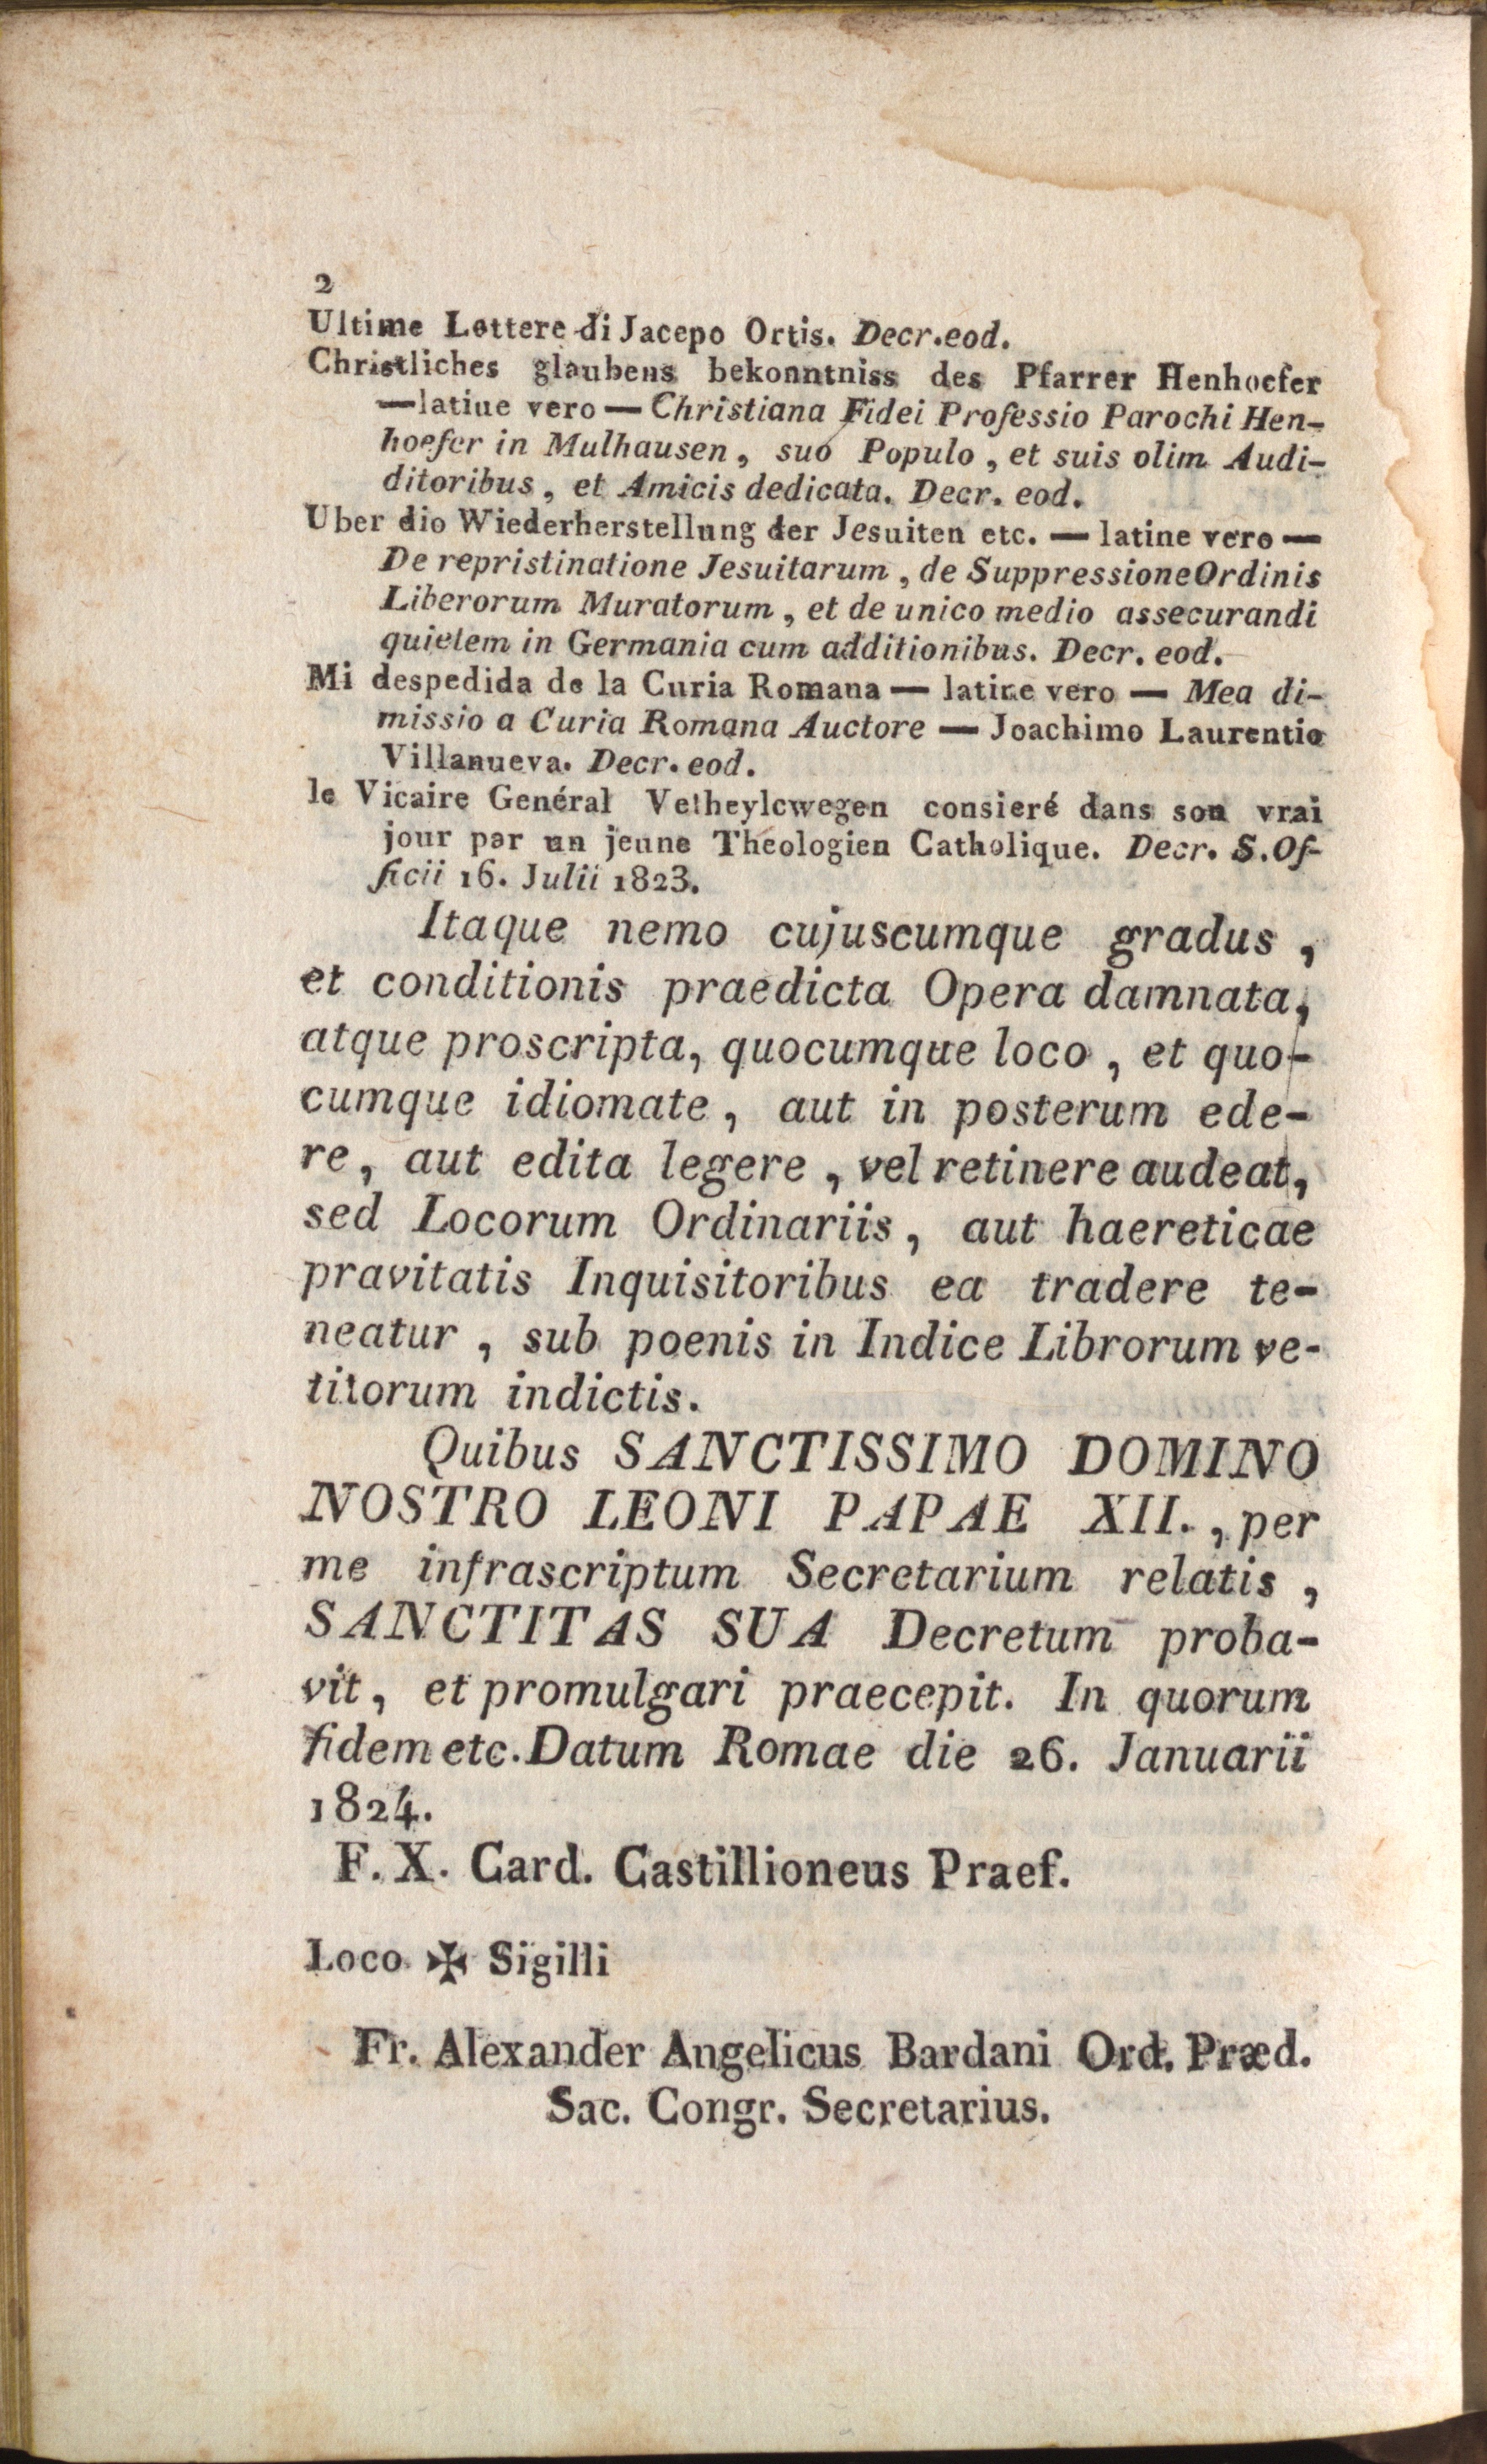 2
Ultime Lettere di Jacepo Ortis. Decr. eod.
Christliches glaubens bekonntniss des Pfarrer Henhoefer
—latine vero — Christiana Fidei Professio Parochi Hen-
hoefer in Mulhausen, suo Populo, et suis olim Audi-
ditoribus, et Amicis dedicata. Decr. eod.
Uber dio Wiederherstellung der Jesuiten etc. — latine vero —
De repristinatione Jesuitarum, de Suppressione Ordinis
Liberorum Muratorum, et de unico medio assecurandi
quietem in Germania cum additionibus. Decr. eod.
Mi despedida de la Curia Romana — latine vero — Mea di-
missio a Curia Romana Auctore — Joachimo Laurentio
Villanueva. Decr. eod.
le Vicaire Genéral Vetheylewegen consieré dans son vrai
jour par un jeune Théologien Catholique. Decr. S. Of-
ficii 16. Julii 1823.
Itaque nemo cujuscumque gradus,
et conditionis praedicta Opera damnata,
atque proscripta, quocumque loco, et quo-
cumque idiomate, aut in posterum ede-
re, aut edita legere, vel retinere audeat,
sed Locorum Ordinariis, aut haereticae
pravitatis Inquisitoribus ea tradere te-
neatur, sub poenis in Indice Librorum ve-
titorum indictis.
Quibus SANCTISSIMO DOMINO
NOSTRO LEONI PAPAE XII., per
me infrascriptum Secretarium relatis,
SANCTITAS SUA Decretum proba-
vit, et promulgari praecepit. In quorum
fidem etc. Datum Romae die 26. Januarii
1824.
F. X. Card. Castillioneus Praef.
Loco ✠ Sigilli
Fr. Alexander Angelicus Bardani Ord. Præd.
Sac. Congr. Secretarius.